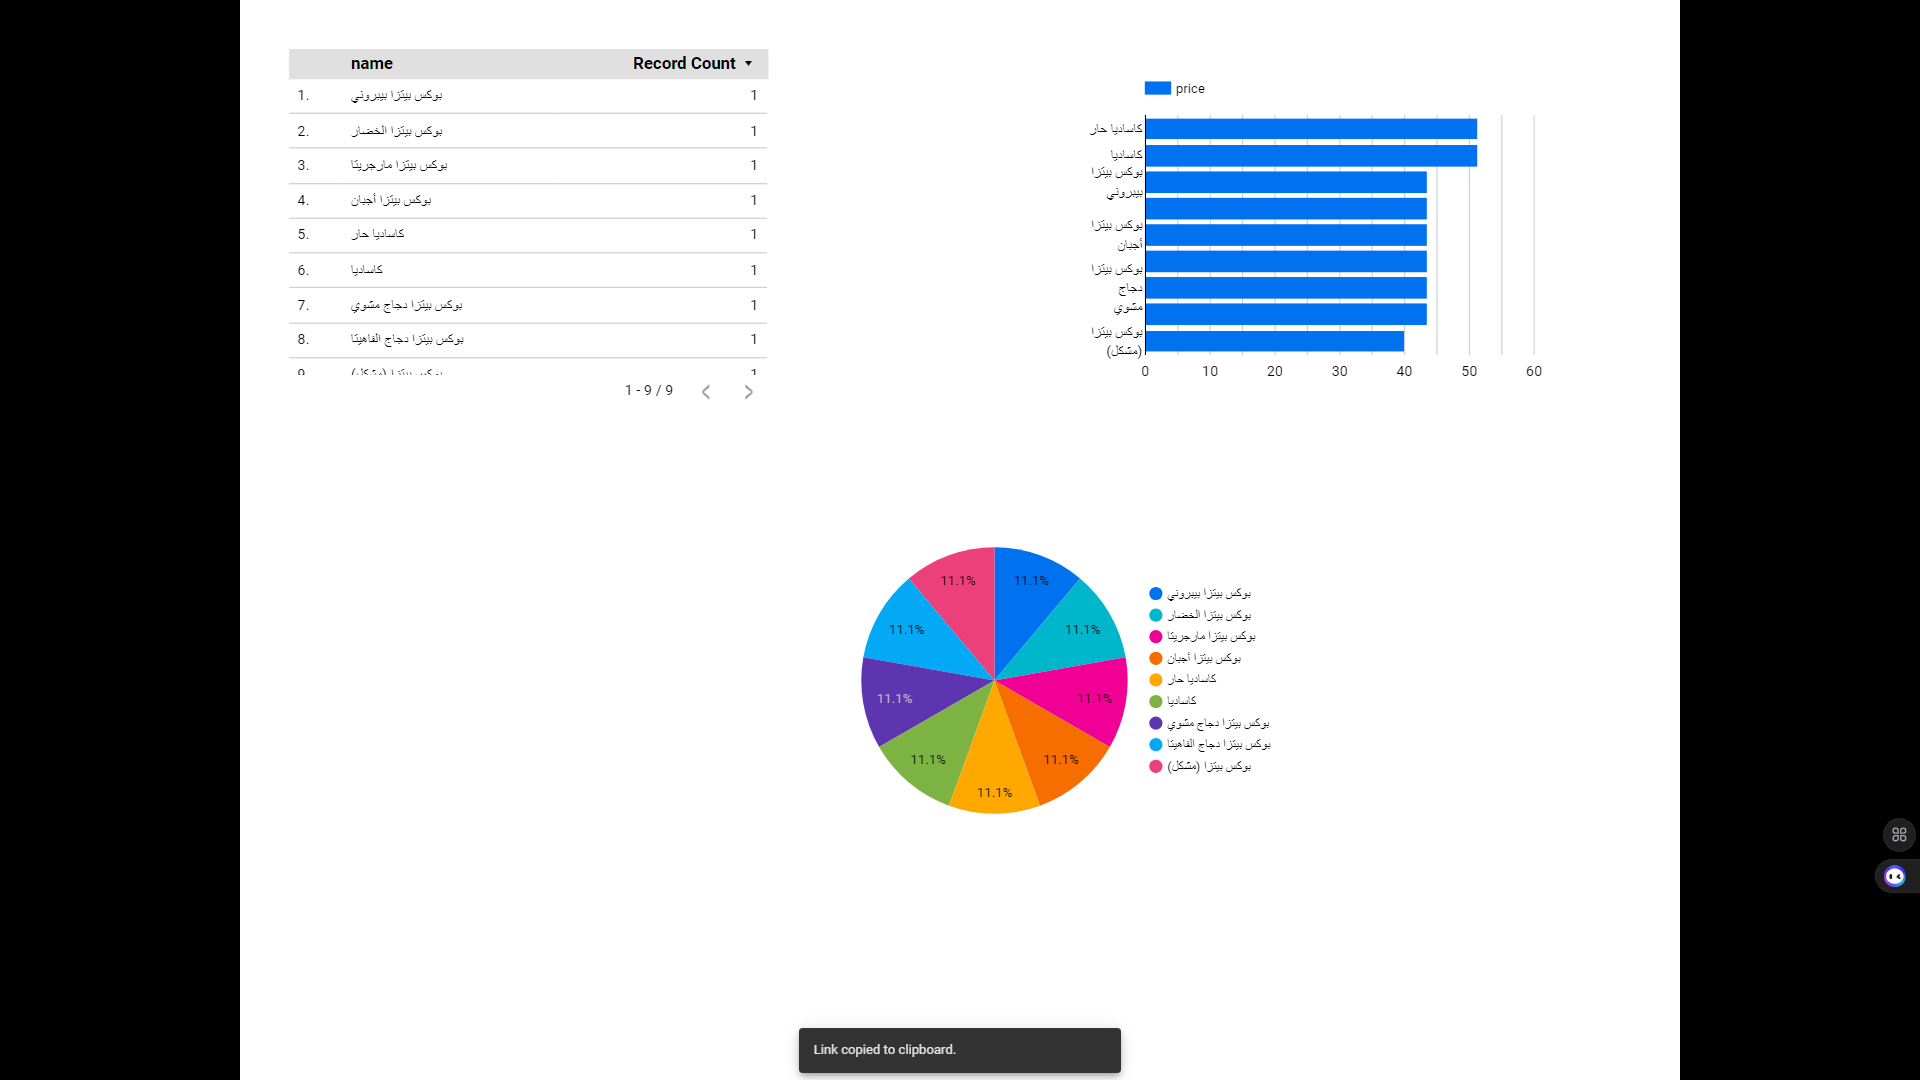 name Record Count
1. بوكس بيتزا بيبروني 1
2. بوكس بيتزا الخضار 1
3. بوكس بيتزا مارجريتا 1
4. بوكس بيتزا أجبان 1
5. كاساديا حار 1
6. كاساديا 1
7. بوكس بيتزا دجاج مشوي 1
8. بوكس بيتزا دجاج الفاهيتا 1
9. بوكس بيتزا (مشكل) 1
1 - 9 / 9
price
كاساديا حار
كاساديا
بوكس بيتزا
بيبروني
بوكس بيتزا
أجبان
بوكس بيتزا
دجاج
مشوي
بوكس بيتزا
(مشكل)
0 10 20 30 40 50 60
11.1% 11.1%
11.1% 11.1%
11.1% 11.1%
11.1% 11.1%
11.1%
بوكس بيتزا بيبروني
بوكس بيتزا الخضار
بوكس بيتزا مارجريتا
بوكس بيتزا أجبان
كاساديا حار
كاساديا
بوكس بيتزا دجاج مشوي
بوكس بيتزا دجاج الفاهيتا
بوكس بيتزا (مشكل)
Link copied to clipboard.